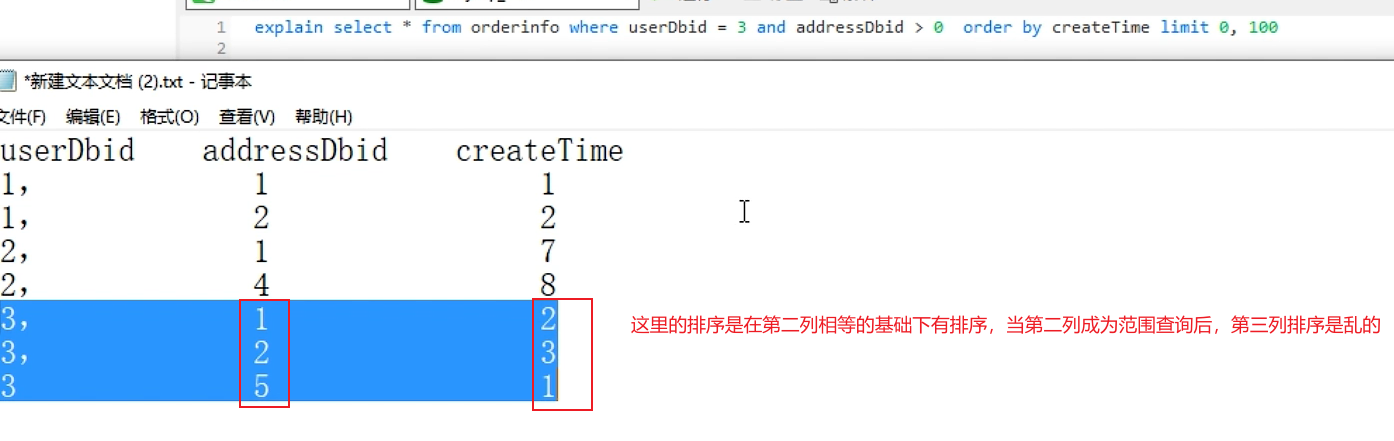 1 explain select * from orderinfo where userDbid = 3 and addressDbid > 0 order by createTime limit 0, 100
2
*新建文本文档 (2).txt - 记事本
文件(F) 编辑(E) 格式(O) 查看(V) 帮助(H)
userDbid addressDbid createTime
1, 1 1
1, 2 2
2, 1 7
2, 4 8
3, 1 2
3, 2 3
3 5 1
这里的排序是在第二列相等的基础下有排序，当第二列成为范围查询后，第三列排序是乱的